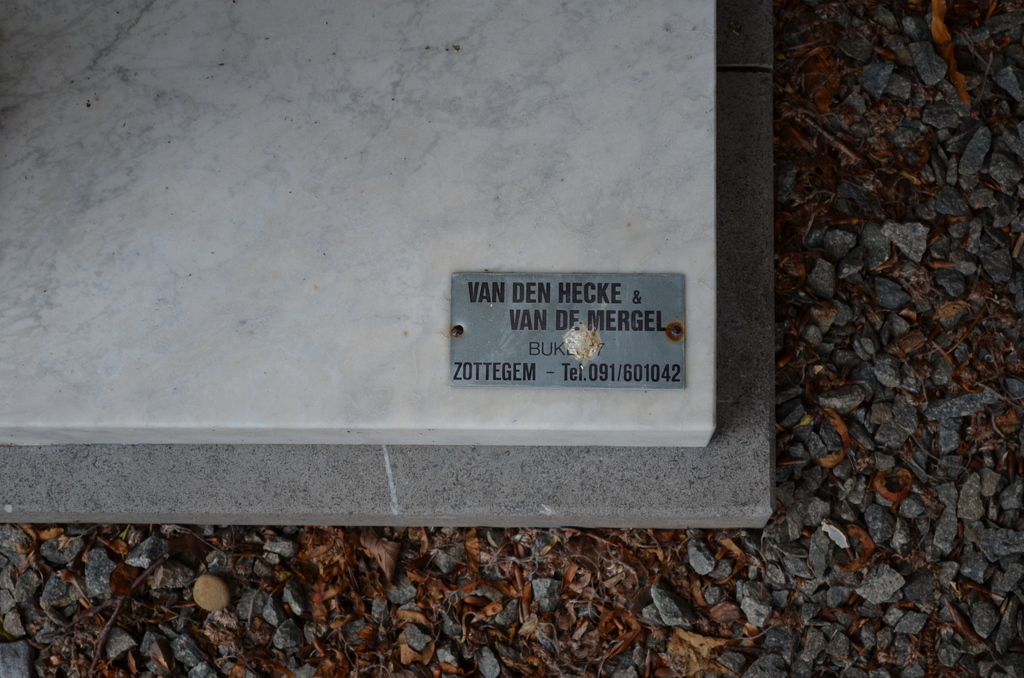 VAN DEN HECKE &
VAN DE MERGEL
ZOTTEGEM - Tel.091/601042